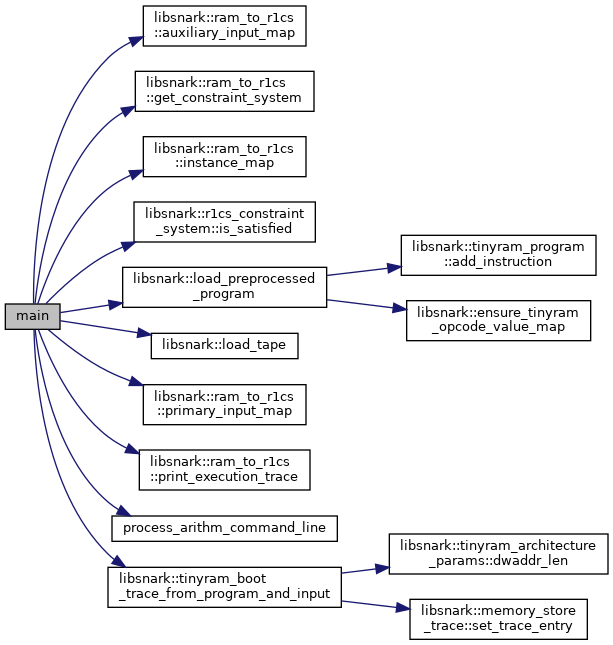 libsnark::ram_to_r1cs
::auxiliary_input_map
libsnark::ram_to_r1cs
::get_constraint_system
libsnark::ram_to_r1cs
::instance_map
libsnark::r1cs_constraint
_system::is_satisfied
main
libsnark::load_preprocessed
_program
libsnark::tinyram_program
::add_instruction
libsnark::ensure_tinyram
_opcode_value_map
libsnark::load_tape
libsnark::ram_to_r1cs
::primary_input_map
libsnark::ram_to_r1cs
::print_execution_trace
process_arithm_command_line
libsnark::tinyram_boot
_trace_from_program_and_input
libsnark::tinyram_architecture
_params::dwaddr_len
libsnark::memory_store
_trace::set_trace_entry